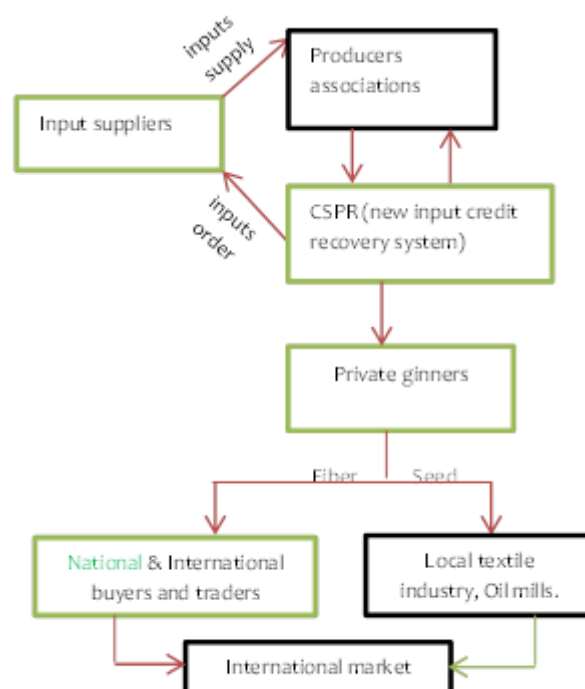 inputs
supply
Producers
associations
Input suppliers
inputs
order
CSPR (new input credit
recovery system)
Private ginners
Fiber Seed
National & International
buyers and traders
Local textile
industry, Oil mills.
International market